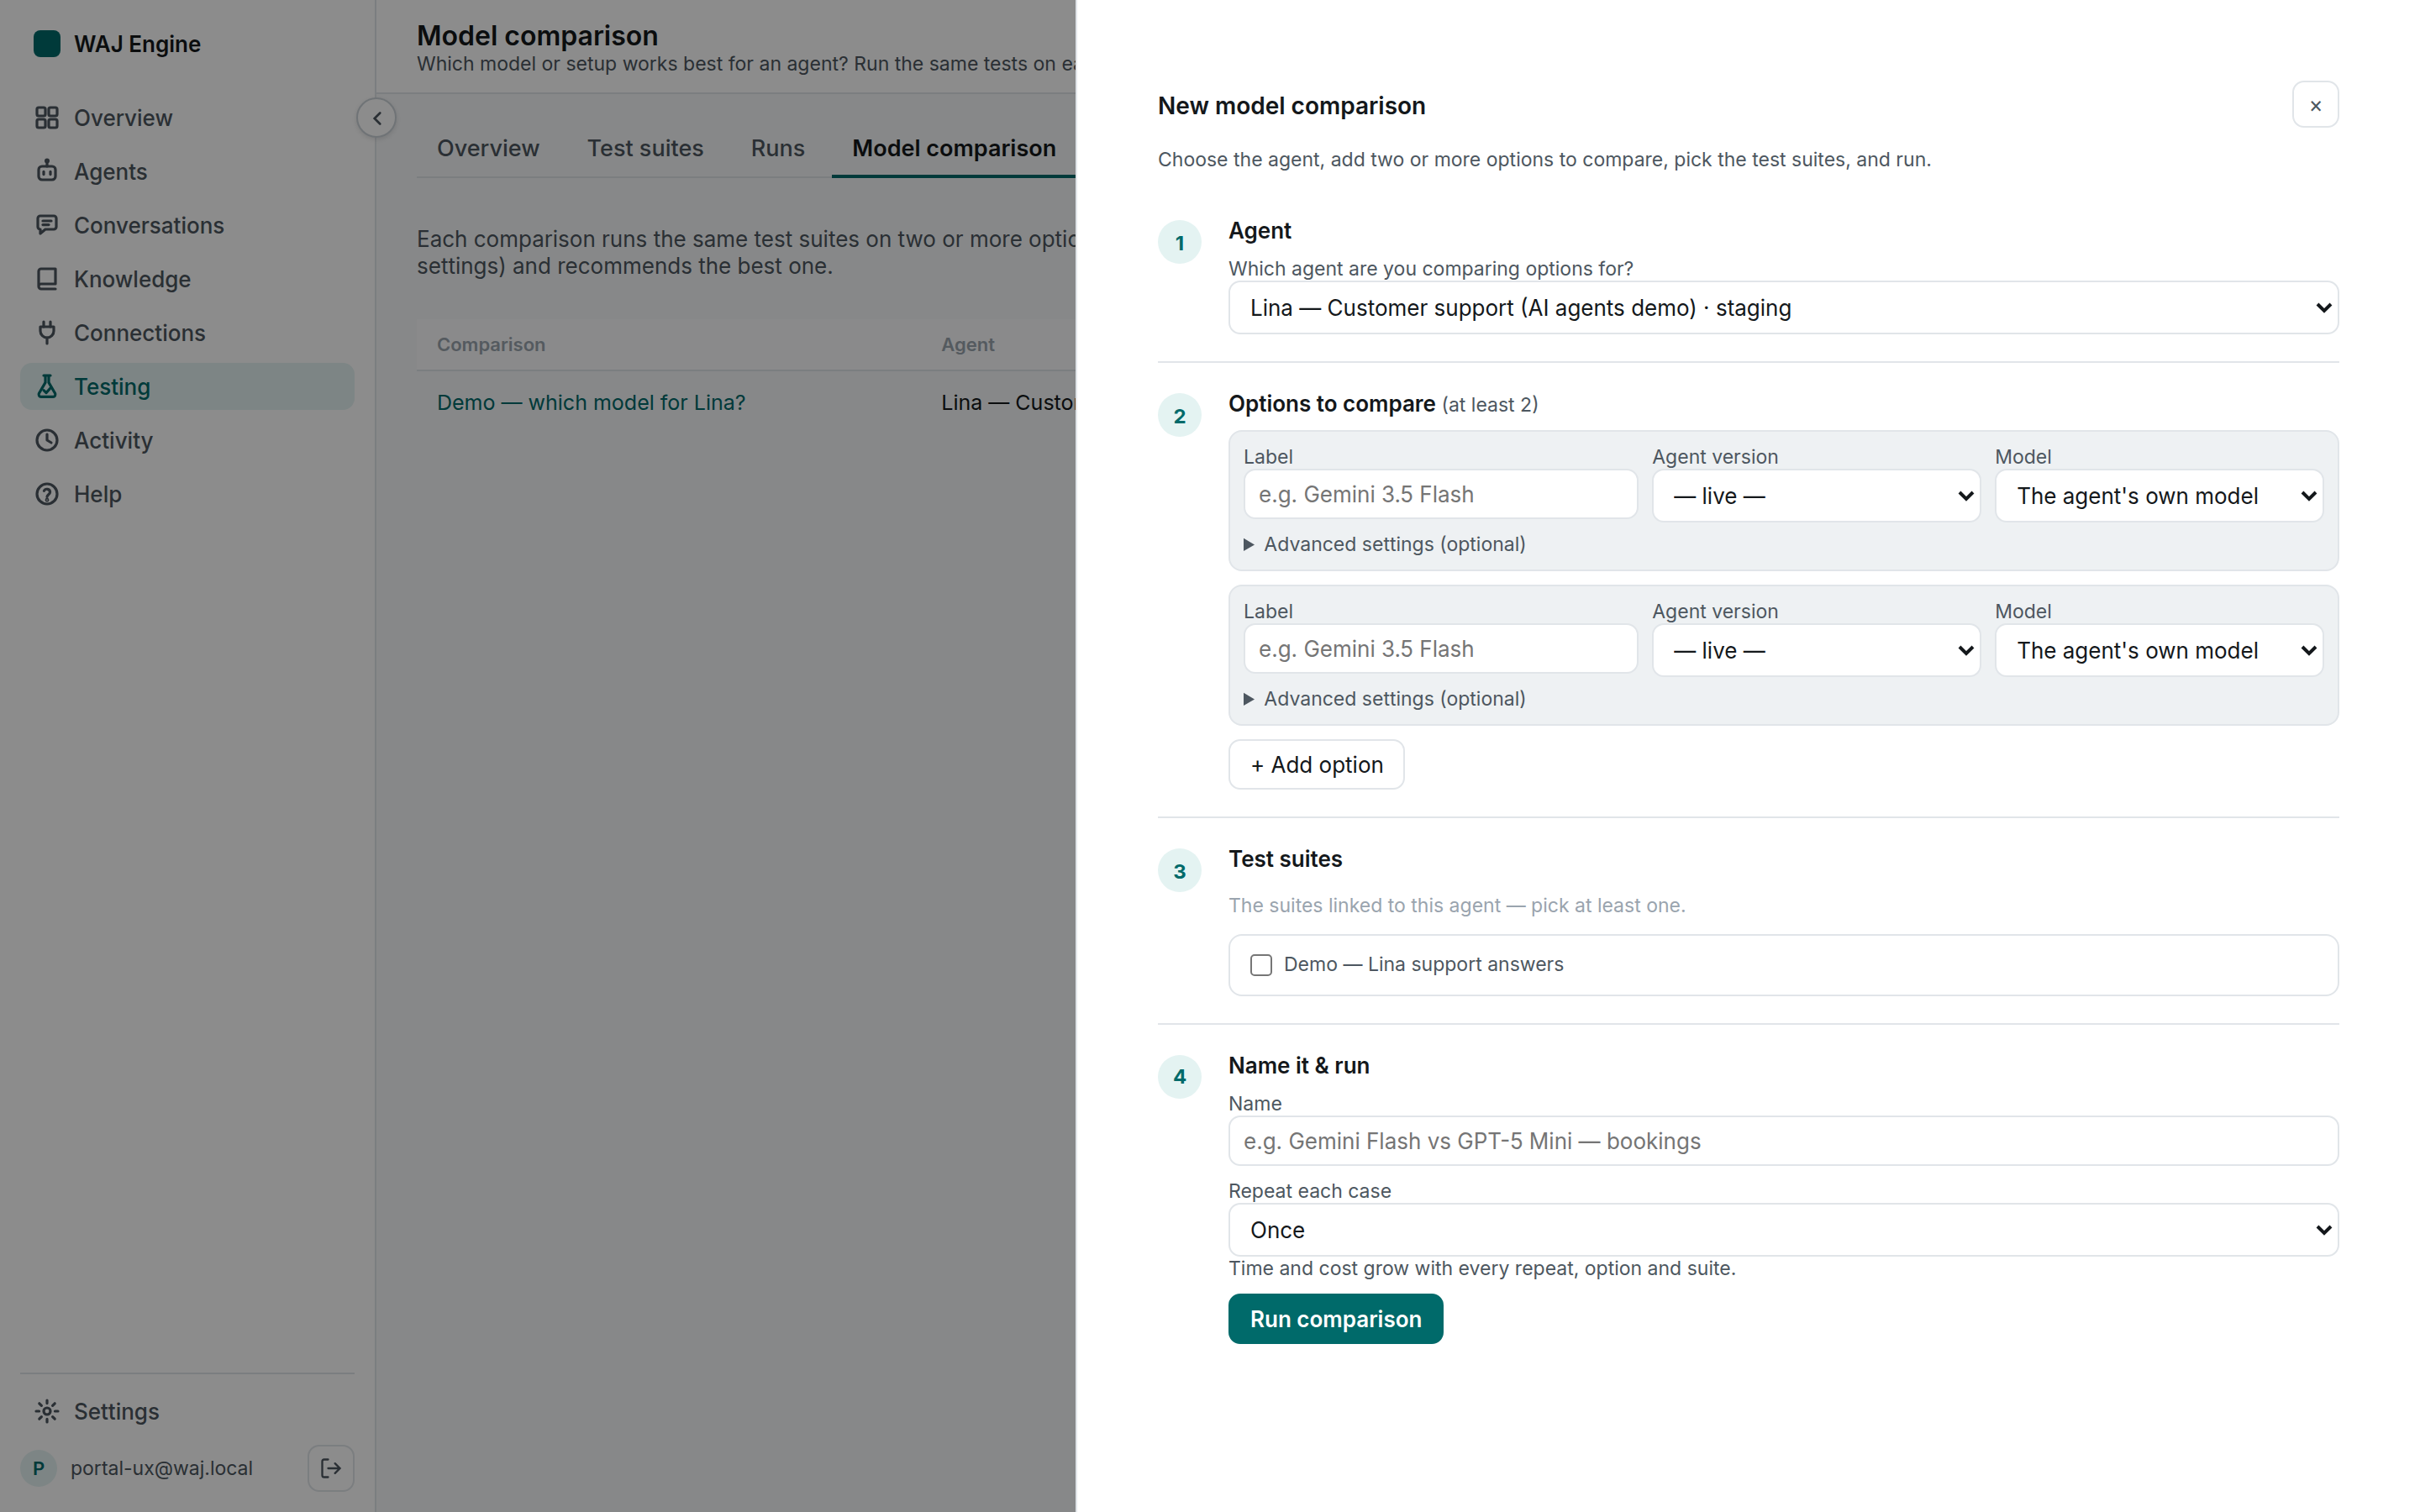 WAJ Engine
Overview
Agents
Conversations
Knowledge
Connections
Testing
Activity
Help
Settings
P portal-ux@waj.local
Model comparison
Which model or setup works best for an agent? Run the same tests on
Overview Test suites Runs Model comparison
Each comparison runs the same test suites on two or more
settings) and recommends the best one.
Comparison Agent
Demo — which model for Lina? Lina —
New model comparison ×
Choose the agent, add two or more options to compare, pick the test suites, and run.
1 Agent
Which agent are you comparing options for?
Lina — Customer support (AI agents demo) · staging
2 Options to compare (at least 2)
Label Agent version Model
e.g. Gemini 3.5 Flash — live — The agent's own model
Advanced settings (optional)
Label Agent version Model
e.g. Gemini 3.5 Flash — live — The agent's own model
Advanced settings (optional)
+ Add option
3 Test suites
The suites linked to this agent — pick at least one.
Demo — Lina support answers
4 Name it & run
Name
e.g. Gemini Flash vs GPT-5 Mini — bookings
Repeat each case
Once
Time and cost grow with every repeat, option and suite.
Run comparison